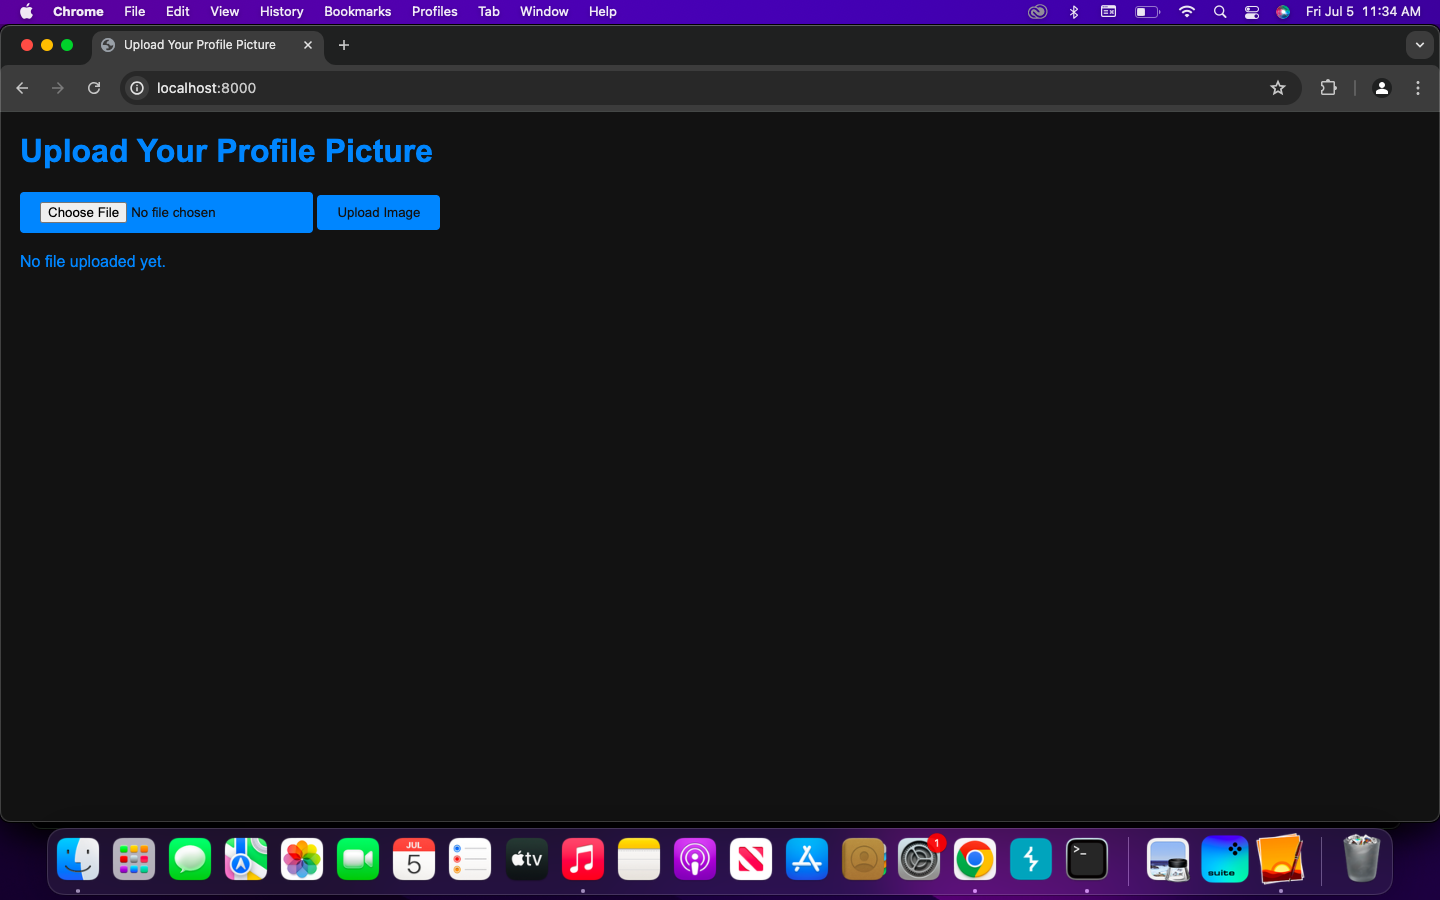 Chrome File Edit View History Bookmarks Profiles Tab Window Help Fri Jul 5 11:34 AM
Upload Your Profile Picture
localhost:8000
Upload Your Profile Picture
Choose File No file chosen Upload Image
No file uploaded yet.
JUL
5
tv
1
>_
suite